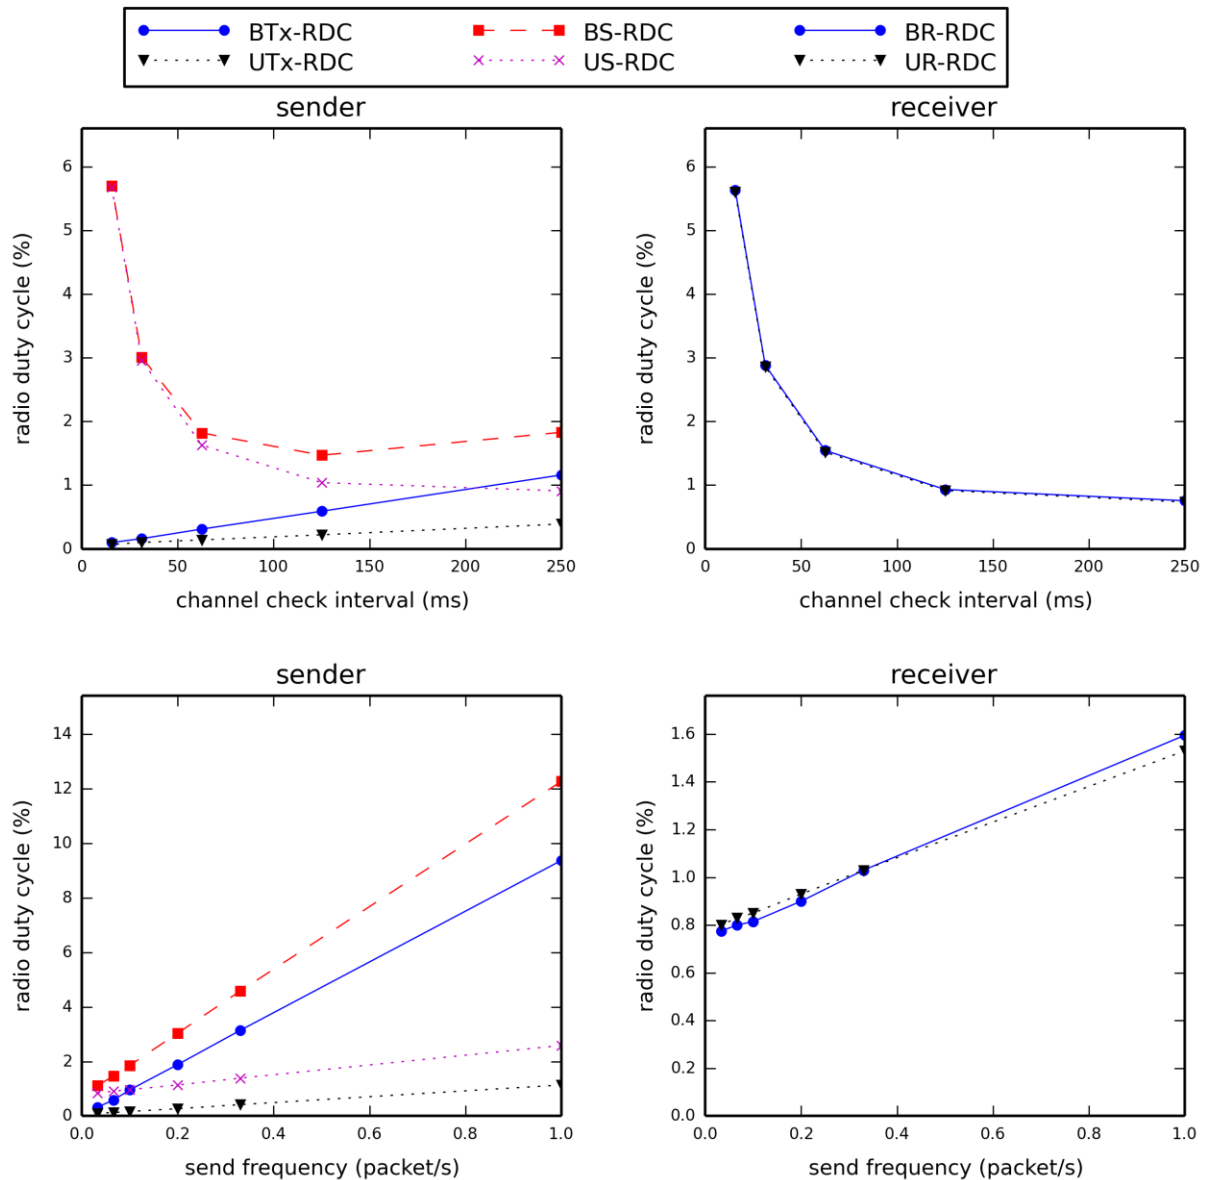 BTx-RDC BS-RDC BR-RDC
UTx-RDC US-RDC UR-RDC
sender
6
5
4
3
2
1
0
radio duty cycle (%)
0 50 100 150 200 250
channel check interval (ms)
receiver
6
5
4
3
2
1
0
radio duty cycle (%)
0 50 100 150 200 250
channel check interval (ms)
sender
14
12
10
8
6
4
2
0
radio duty cycle (%)
0.0 0.2 0.4 0.6 0.8 1.0
send frequency (packet/s)
receiver
1.6
1.4
1.2
1.0
0.8
0.6
0.4
0.2
0.0
radio duty cycle (%)
0.0 0.2 0.4 0.6 0.8 1.0
send frequency (packet/s)